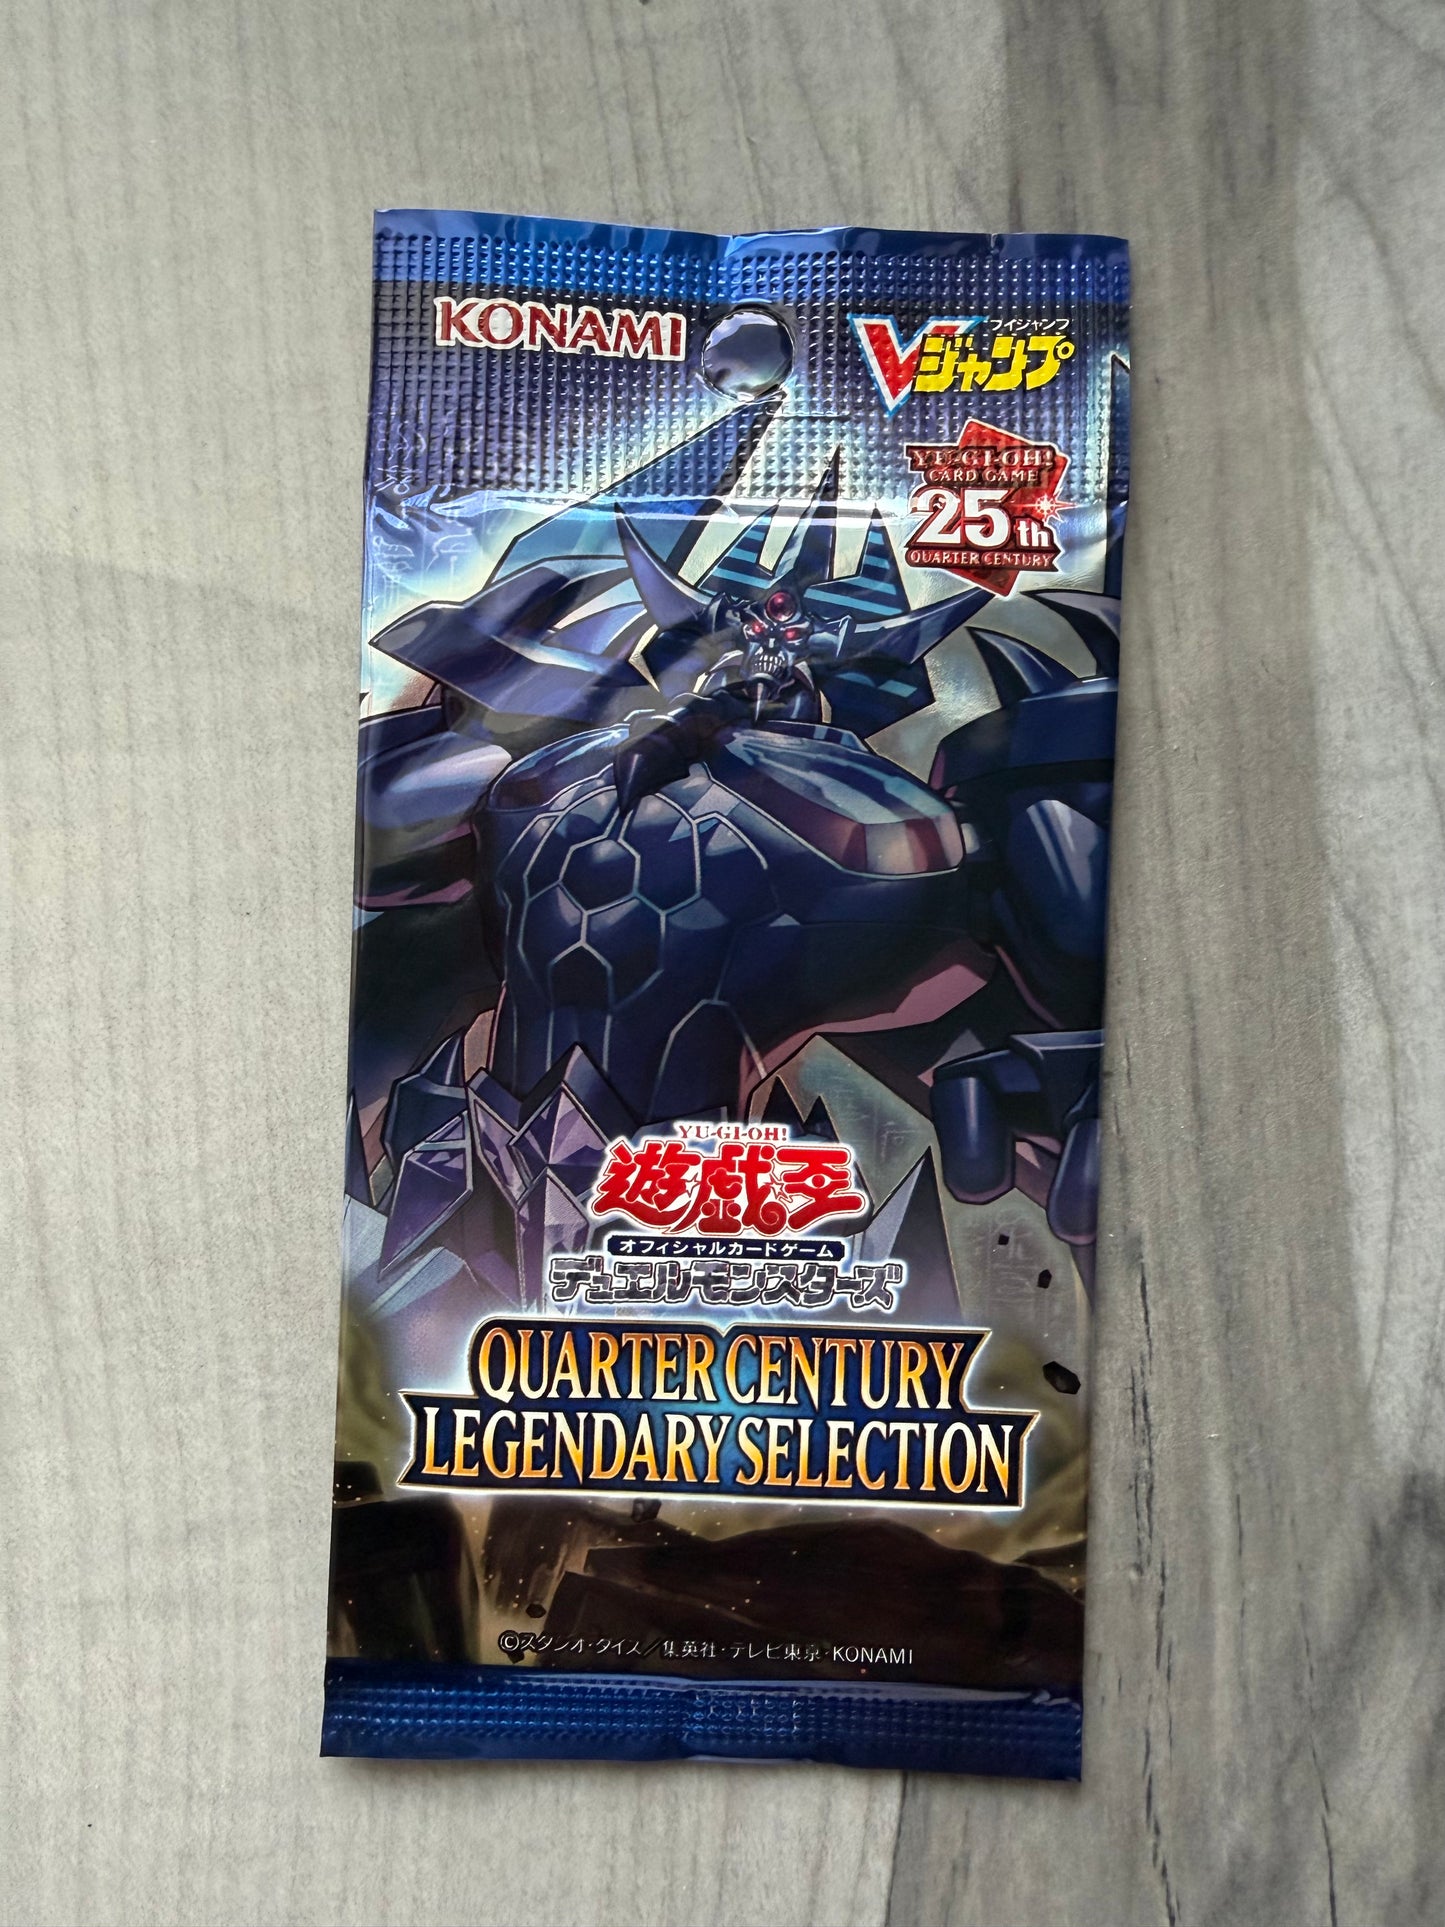 KONAMI
ブイジャンプ
Vジャンプ
YU-GI-OH!
CARD GAME
25th
QUARTER CENTURY
YU-GI-OH!
遊戯王
オフィシャルカードゲーム
デュエルモンスターズ
QUARTER CENTURY
LEGENDARY SELECTION
©スタジオ・ダイス/集英社・テレビ東京・KONAMI